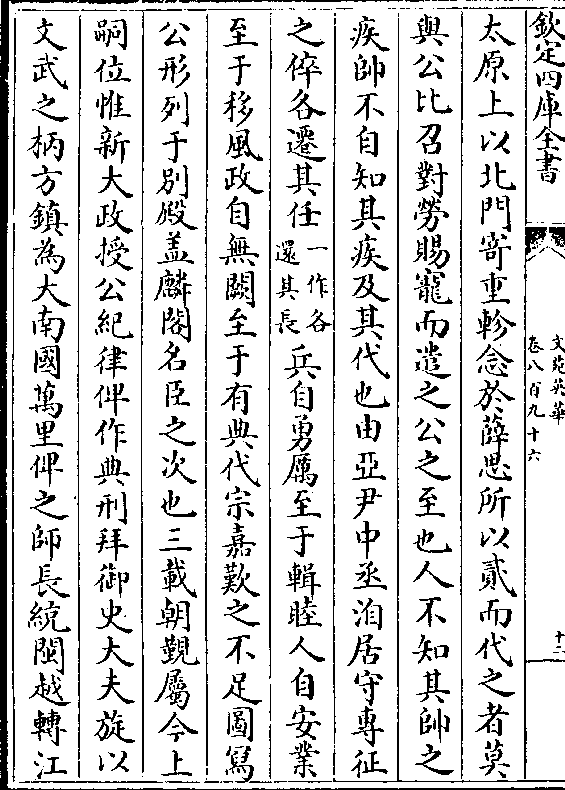 欽定四庫全書
文苑英華
卷八百九十六
十二
太原上以北門寄重軫念於薛思所以貳而代之者莫
與公比召對勞賜寵而遣之公之至也人不知其帥之
疾帥不自知其疾及其代也由亞尹中丞洎居守專征
之倅各遷其任一作各還其長兵自勇厲至于輯睦人自安業
至于移風政自無闕至于有典代宗嘉歎之不足圖寫
公形列于別殿盖麟閣名臣之次也三載朝覲屬今上
嗣位惟新大政授公紀律俾作典刑拜御史大夫旋以
文武之柄方鎮為大南國萬里俾之師長統閩越轉江